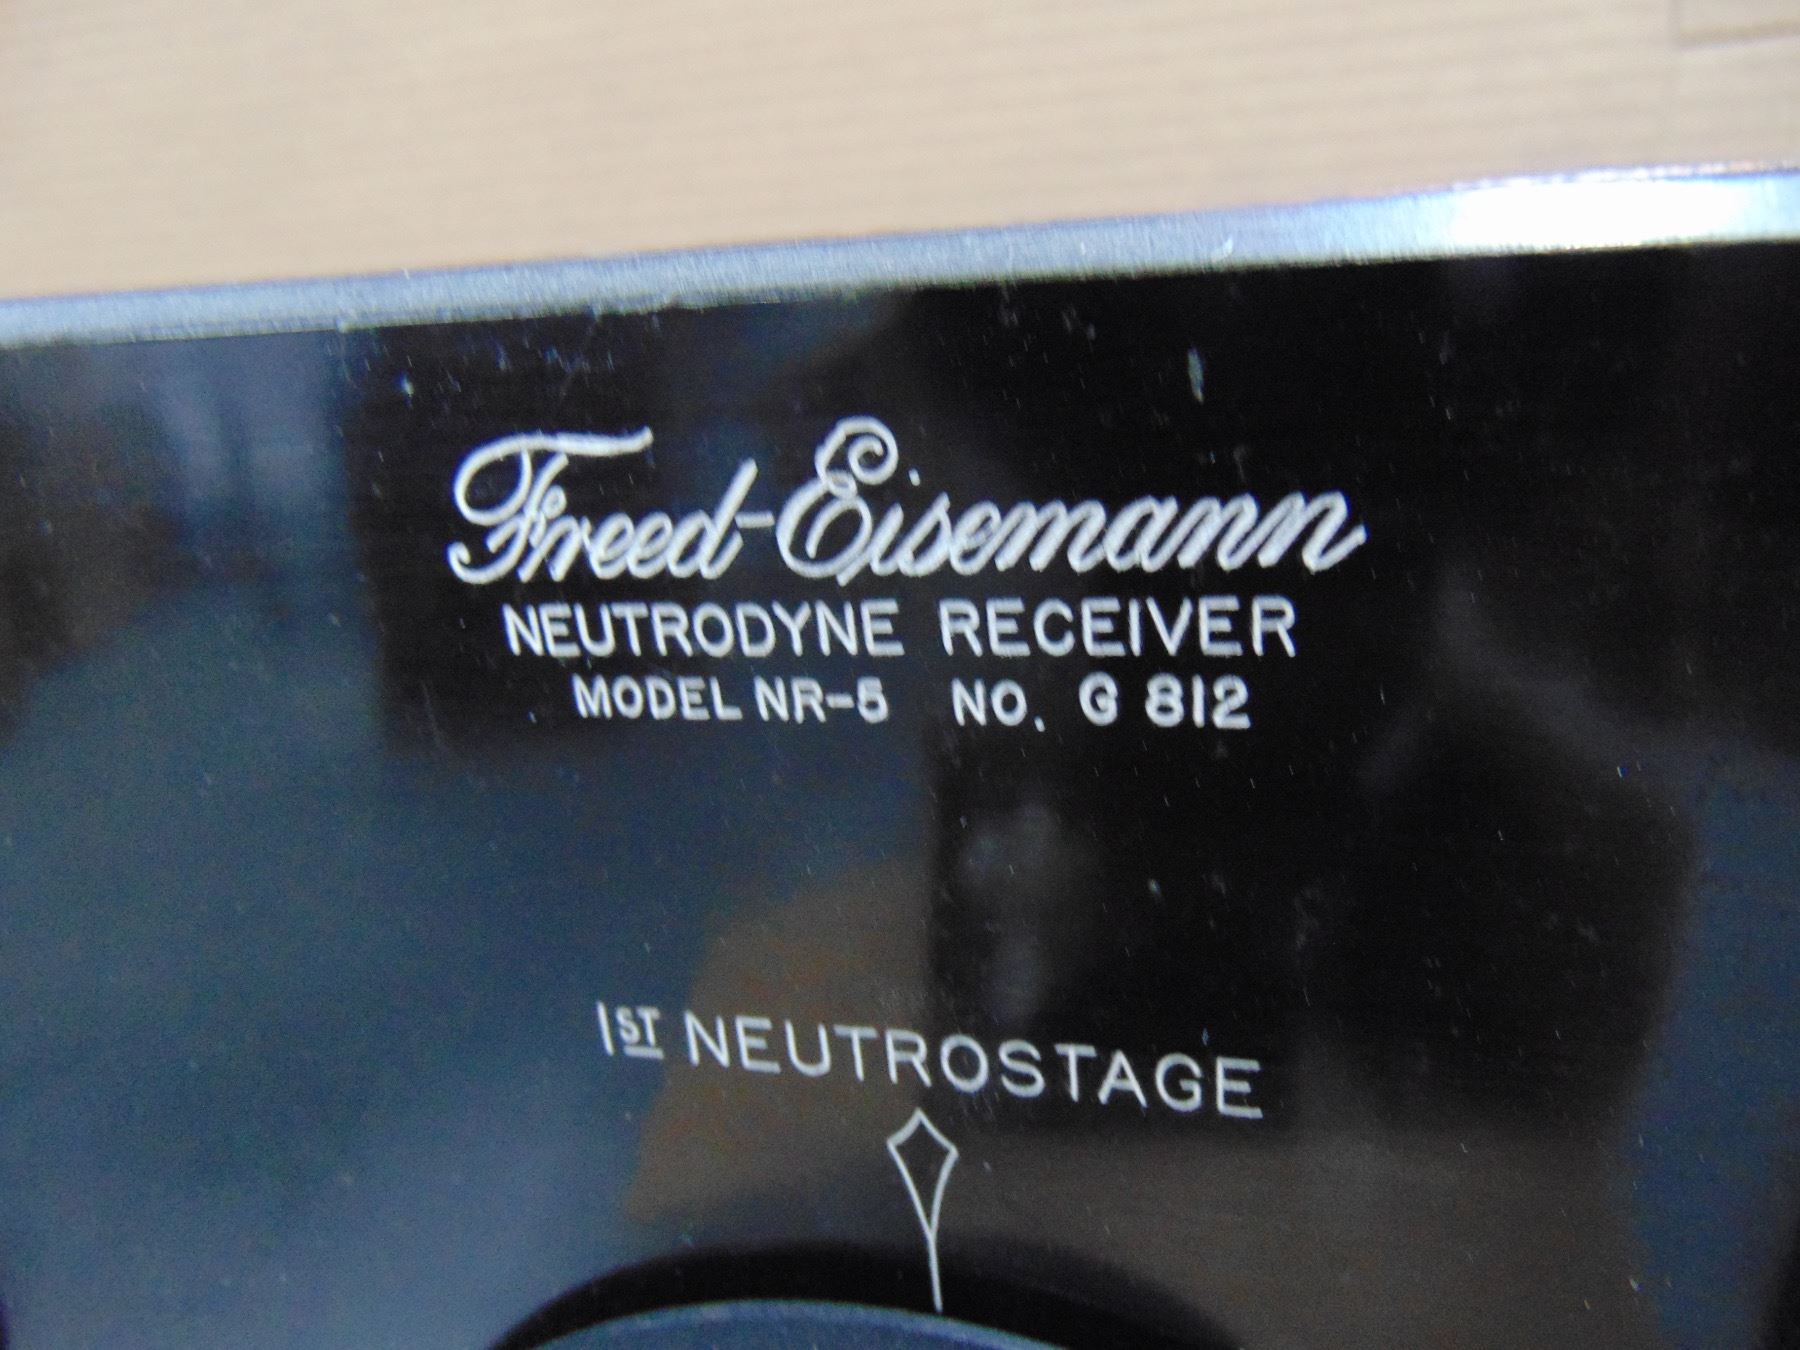 Freed-Eisemann
NEUTRODYNE RECEIVER
MODEL NR-5 NO. G 812
1ST NEUTROSTAGE